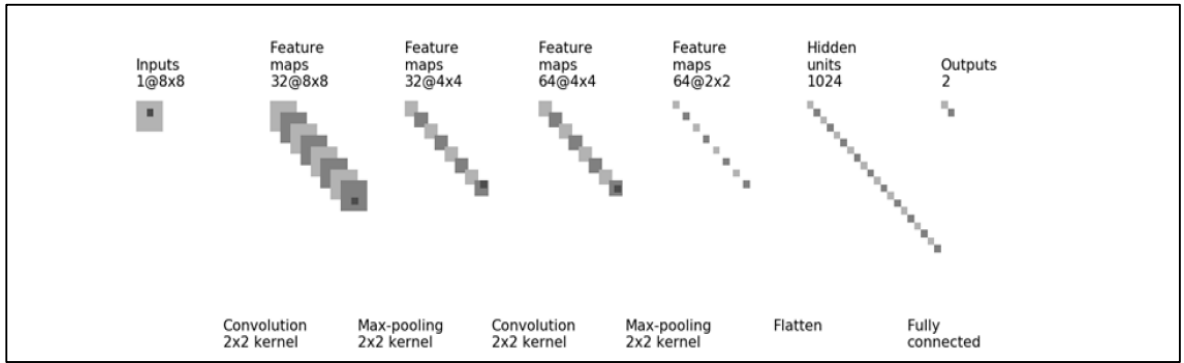 Inputs
1@8x8
Feature
maps
32@8x8
Feature
maps
32@4x4
Feature
maps
64@4x4
Feature
maps
64@2x2
Hidden
units
1024
Outputs
2
Convolution
2x2 kernel
Max-pooling
2x2 kernel
Convolution
2x2 kernel
Max-pooling
2x2 kernel
Flatten
Fully
connected